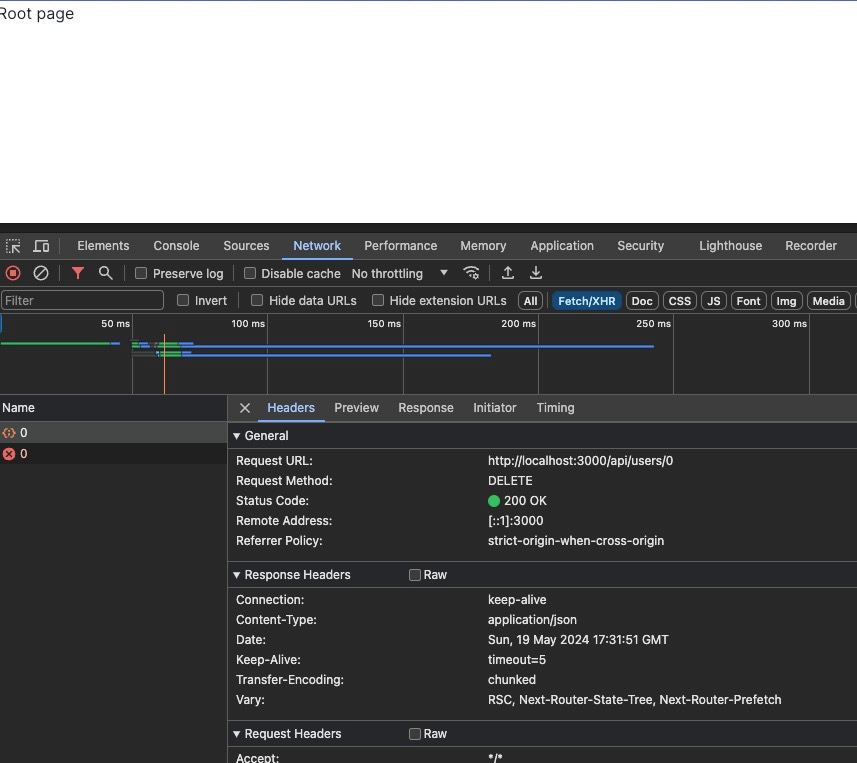 Root page
Elements Console Sources Network Performance Memory Application Security Lighthouse Recorder
Preserve log Disable cache No throttling
Filter Invert Hide data URLs Hide extension URLs All Fetch/XHR Doc CSS JS Font Img Media
50 ms 100 ms 150 ms 200 ms 250 ms 300 ms
Name Headers Preview Response Initiator Timing
0
0
General
Request URL: http://localhost:3000/api/users/0
Request Method: DELETE
Status Code: 200 OK
Remote Address: [::1]:3000
Referrer Policy: strict-origin-when-cross-origin
Response Headers Raw
Connection: keep-alive
Content-Type: application/json
Date: Sun, 19 May 2024 17:31:51 GMT
Keep-Alive: timeout=5
Transfer-Encoding: chunked
Vary: RSC, Next-Router-State-Tree, Next-Router-Prefetch
Request Headers Raw
Accept: */*